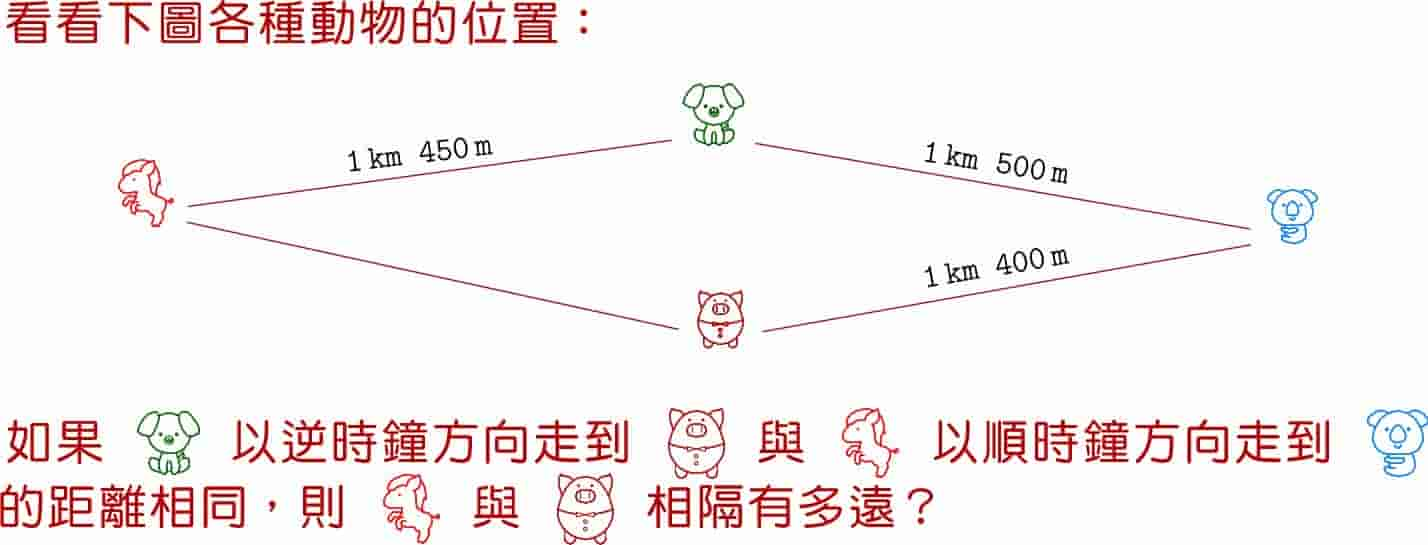 看看下圖各種動物的位置：
1 km 450 m
1 km 500 m
1 km 400 m
如果 以逆時鐘方向走到 與 以順時鐘方向走到
的距離相同，則 與 相隔有多遠？